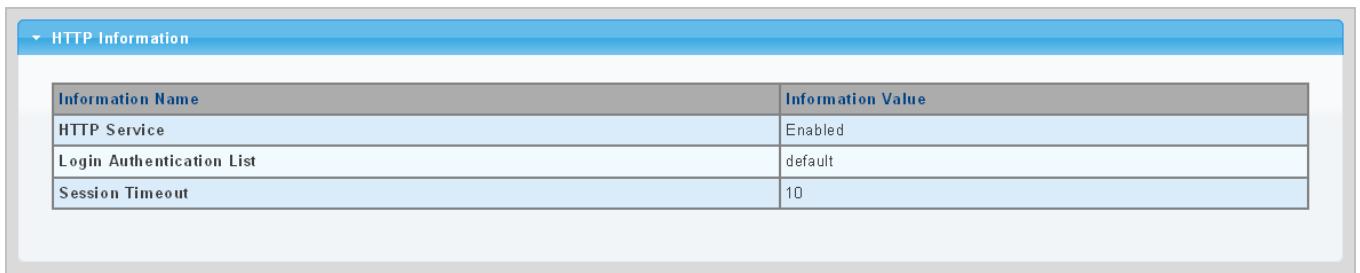 HTTP Information
Information Name Information Value
HTTP Service Enabled
Login Authentication List default
Session Timeout 10